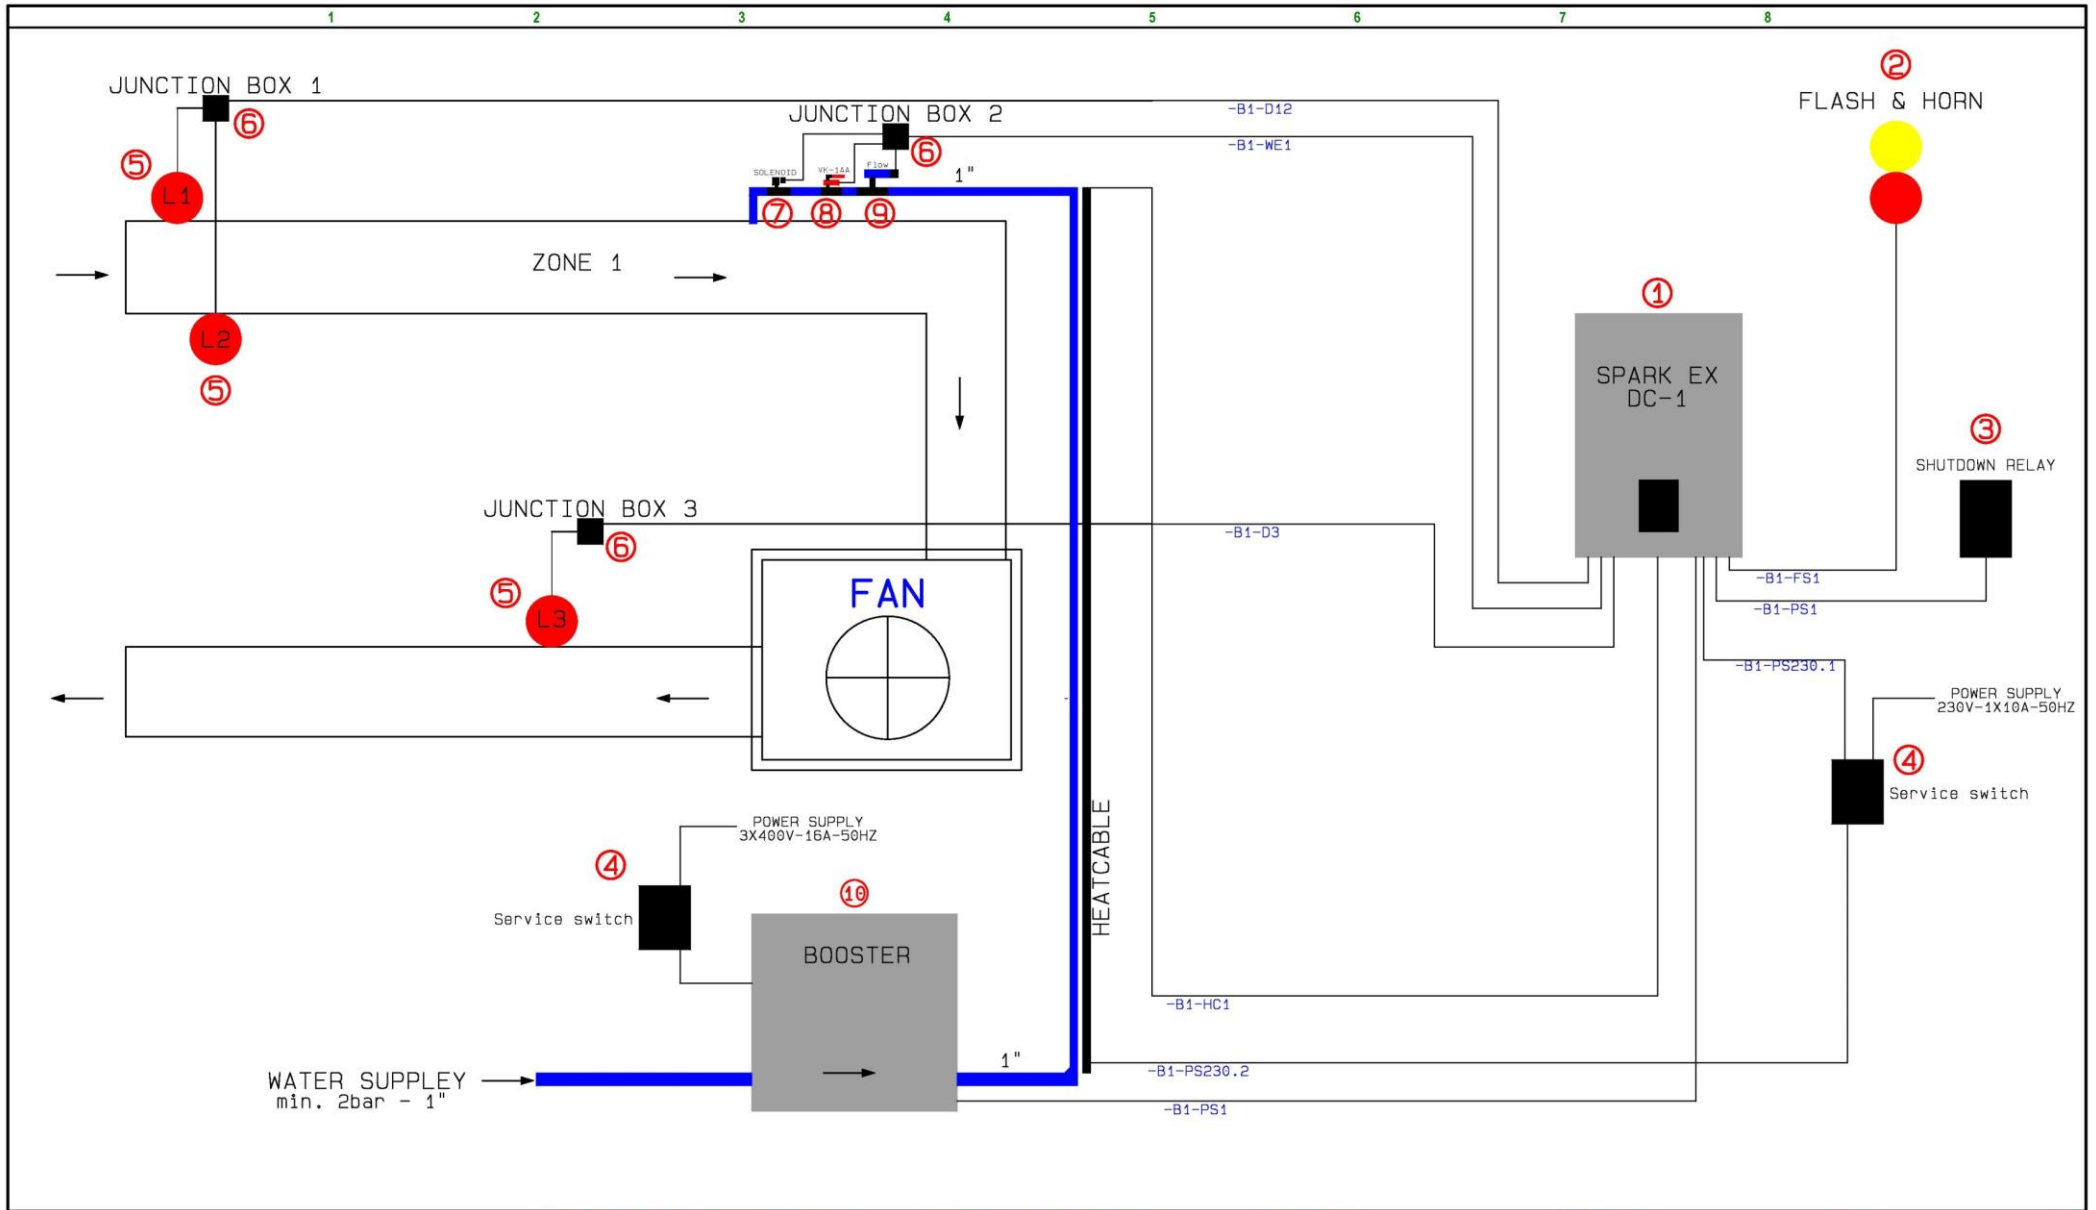 1 2 3 4 5 6 7 8
JUNCTION BOX 1
⑥
⑤
L1
L2
⑤
ZONE 1
JUNCTION BOX 2
⑥
SOLENOID
VK-1AA
Flow
1"
⑦ ⑧ ⑨
-B1-D12
-B1-WE1
②
FLASH & HORN
①
SPARK EX
DC-1
③
SHUTDOWN RELAY
JUNCTION BOX 3
⑥
⑤
L3
FAN
-B1-D3
-B1-FS1
-B1-PS1
-B1-PS230.1
POWER SUPPLY
230V-1X10A-50HZ
④
Service switch
POWER SUPPLY
3X400V-16A-50HZ
④
Service switch
⑩
BOOSTER
HEATCABLE
1"
WATER SUPPLEY
min. 2bar - 1"
-B1-HC1
-B1-PS230.2
-B1-PS1